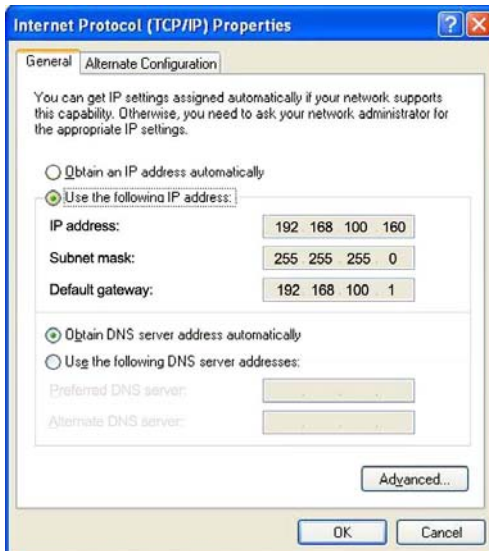 Internet Protocol (TCP/IP) Properties
General
Alternate Configuration
You can get IP settings assigned automatically if your network supports
this capability. Otherwise, you need to ask your network administrator for
the appropriate IP settings.
Obtain an IP address automatically
Use the following IP address:
IP address: 192 . 168 . 100 . 160
Subnet mask: 255 . 255 . 255 . 0
Default gateway: 192 . 168 . 100 . 1
Obtain DNS server address automatically
Use the following DNS server addresses:
Preferred DNS server: . . .
Alternate DNS server: . . .
Advanced...
OK
Cancel